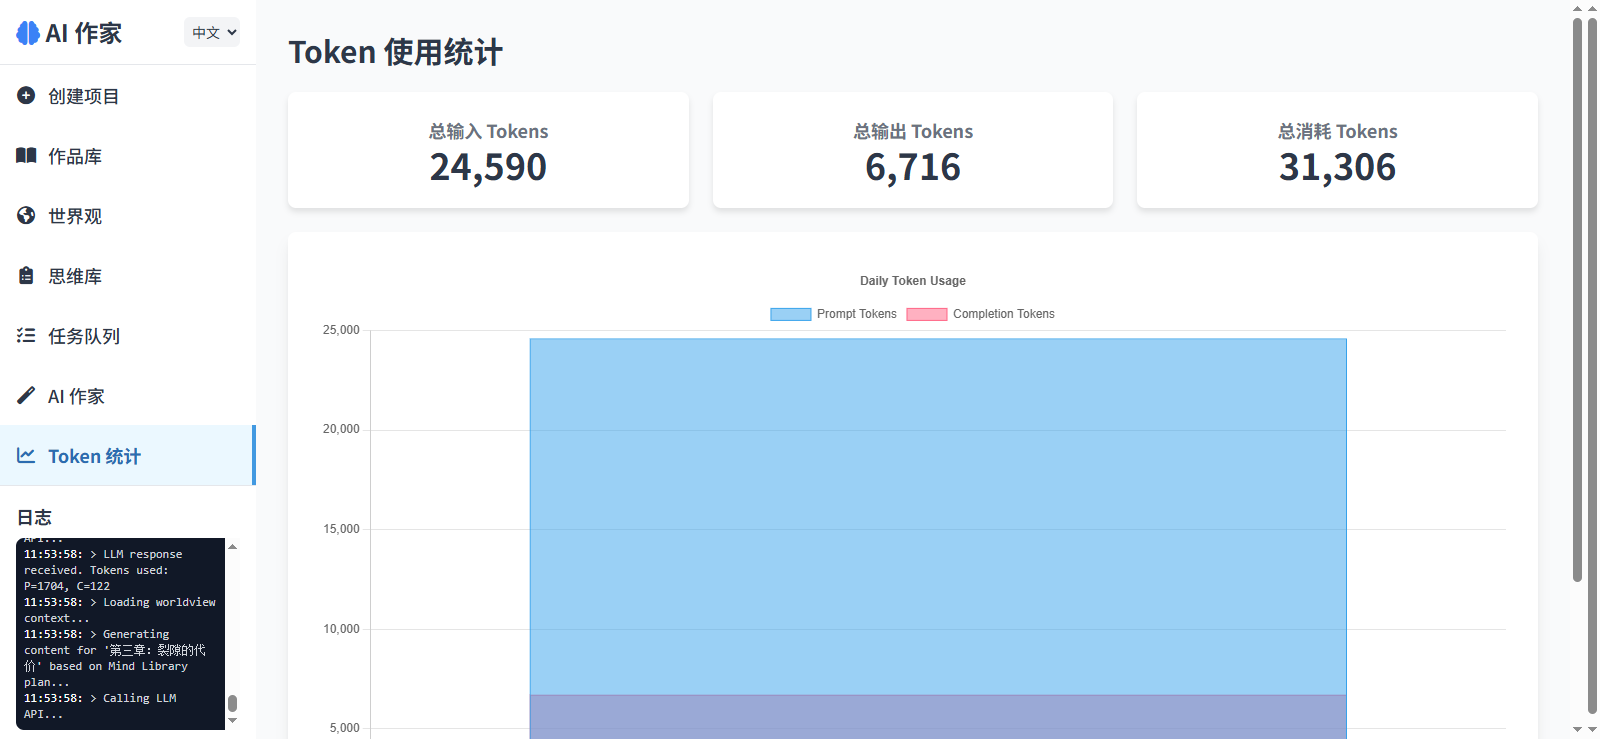 AI 作家
中文
创建项目
作品库
世界观
思维库
任务队列
AI 作家
Token 统计
日志
API...
11:53:58: > LLM response
received. Tokens used:
P=1704, C=122
11:53:58: > Loading worldview
context...
11:53:58: > Generating
content for '第三章：裂隙的代
价' based on Mind Library
plan...
11:53:58: > Calling LLM
API...
Token 使用统计
总输入 Tokens
24,590
总输出 Tokens
6,716
总消耗 Tokens
31,306
Daily Token Usage
Prompt Tokens
Completion Tokens
25,000
20,000
15,000
10,000
5,000